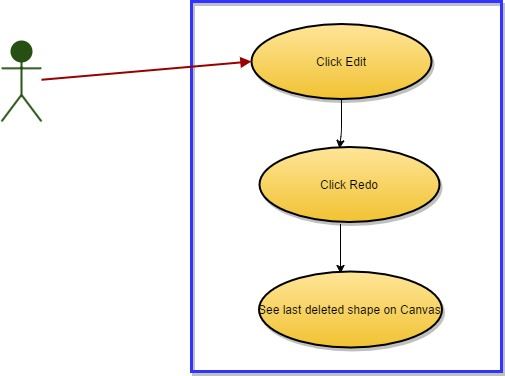 Click Edit
Click Redo
See last deleted shape on Canvas